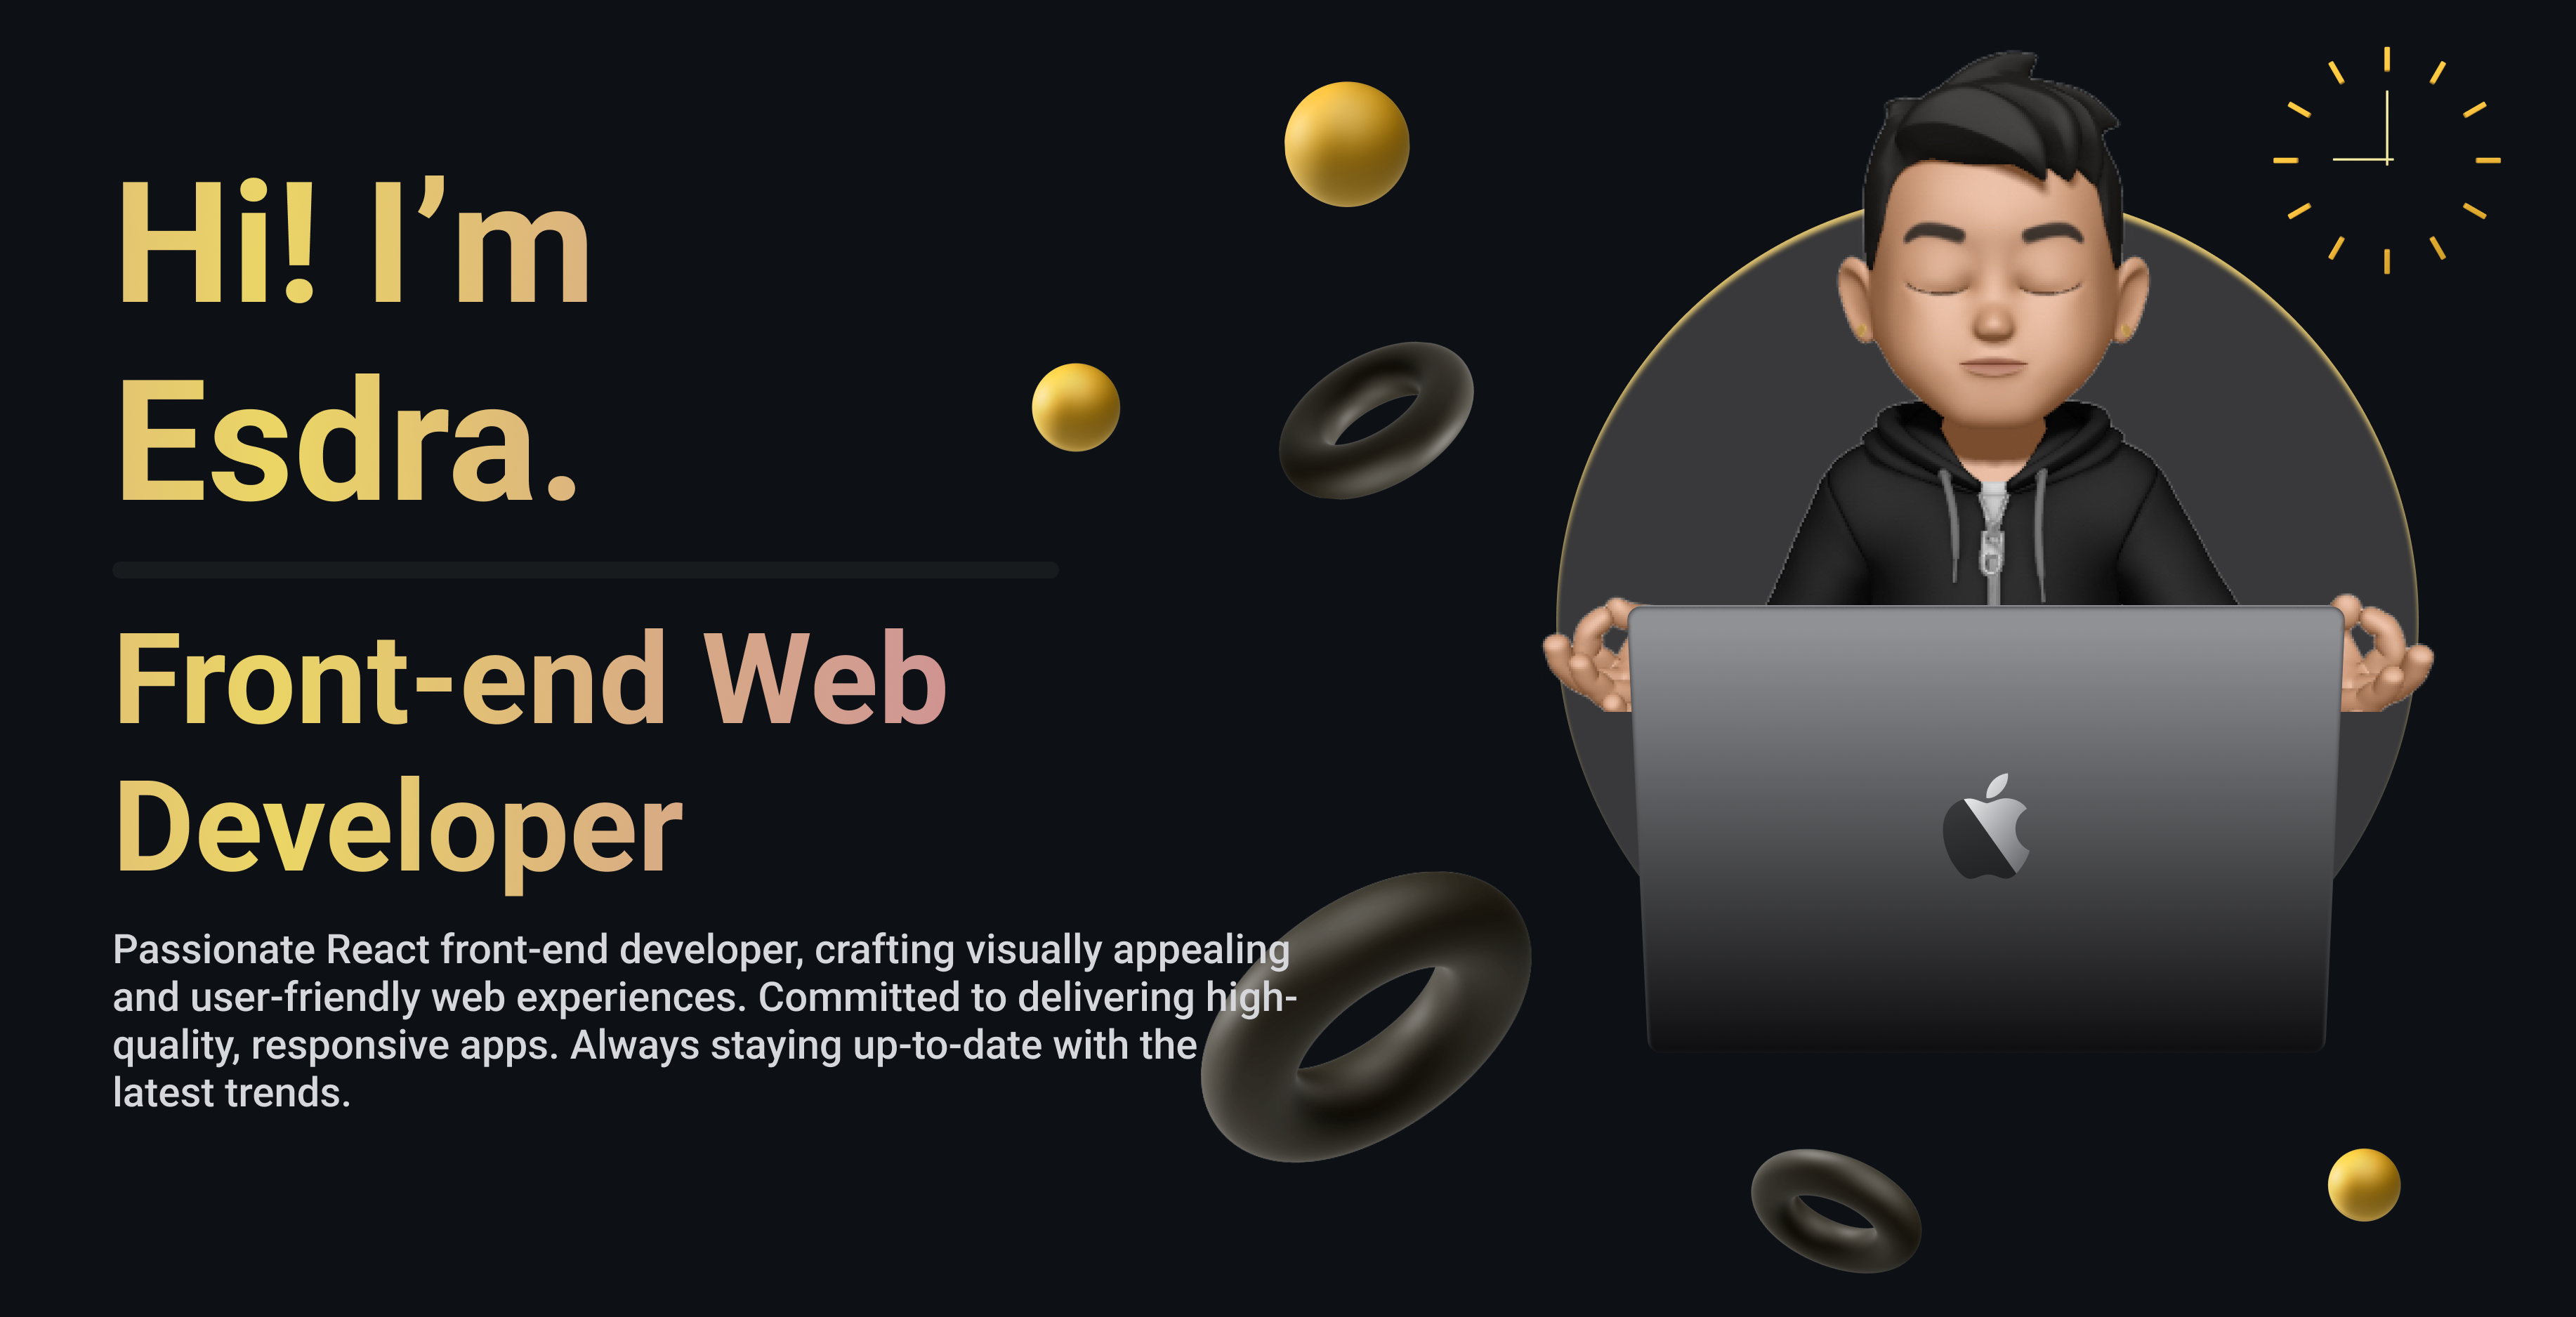 Hi! I’m
Esdra.
Front-end Web
Developer
Passionate React front-end developer, crafting visually appealing
and user-friendly web experiences. Committed to delivering high-
quality, responsive apps. Always staying up-to-date with the
latest trends.